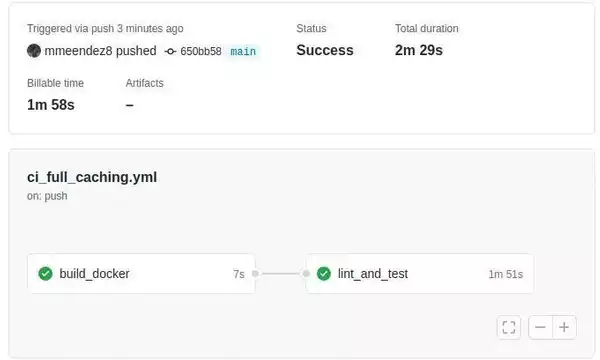 Triggered via push 3 minutes ago
mmeendez8 pushed 650bb58 main
Status
Success
Total duration
2m 29s
Billable time
1m 58s
Artifacts
–
ci_full_caching.yml
on: push
build_docker 7s
lint_and_test 1m 51s